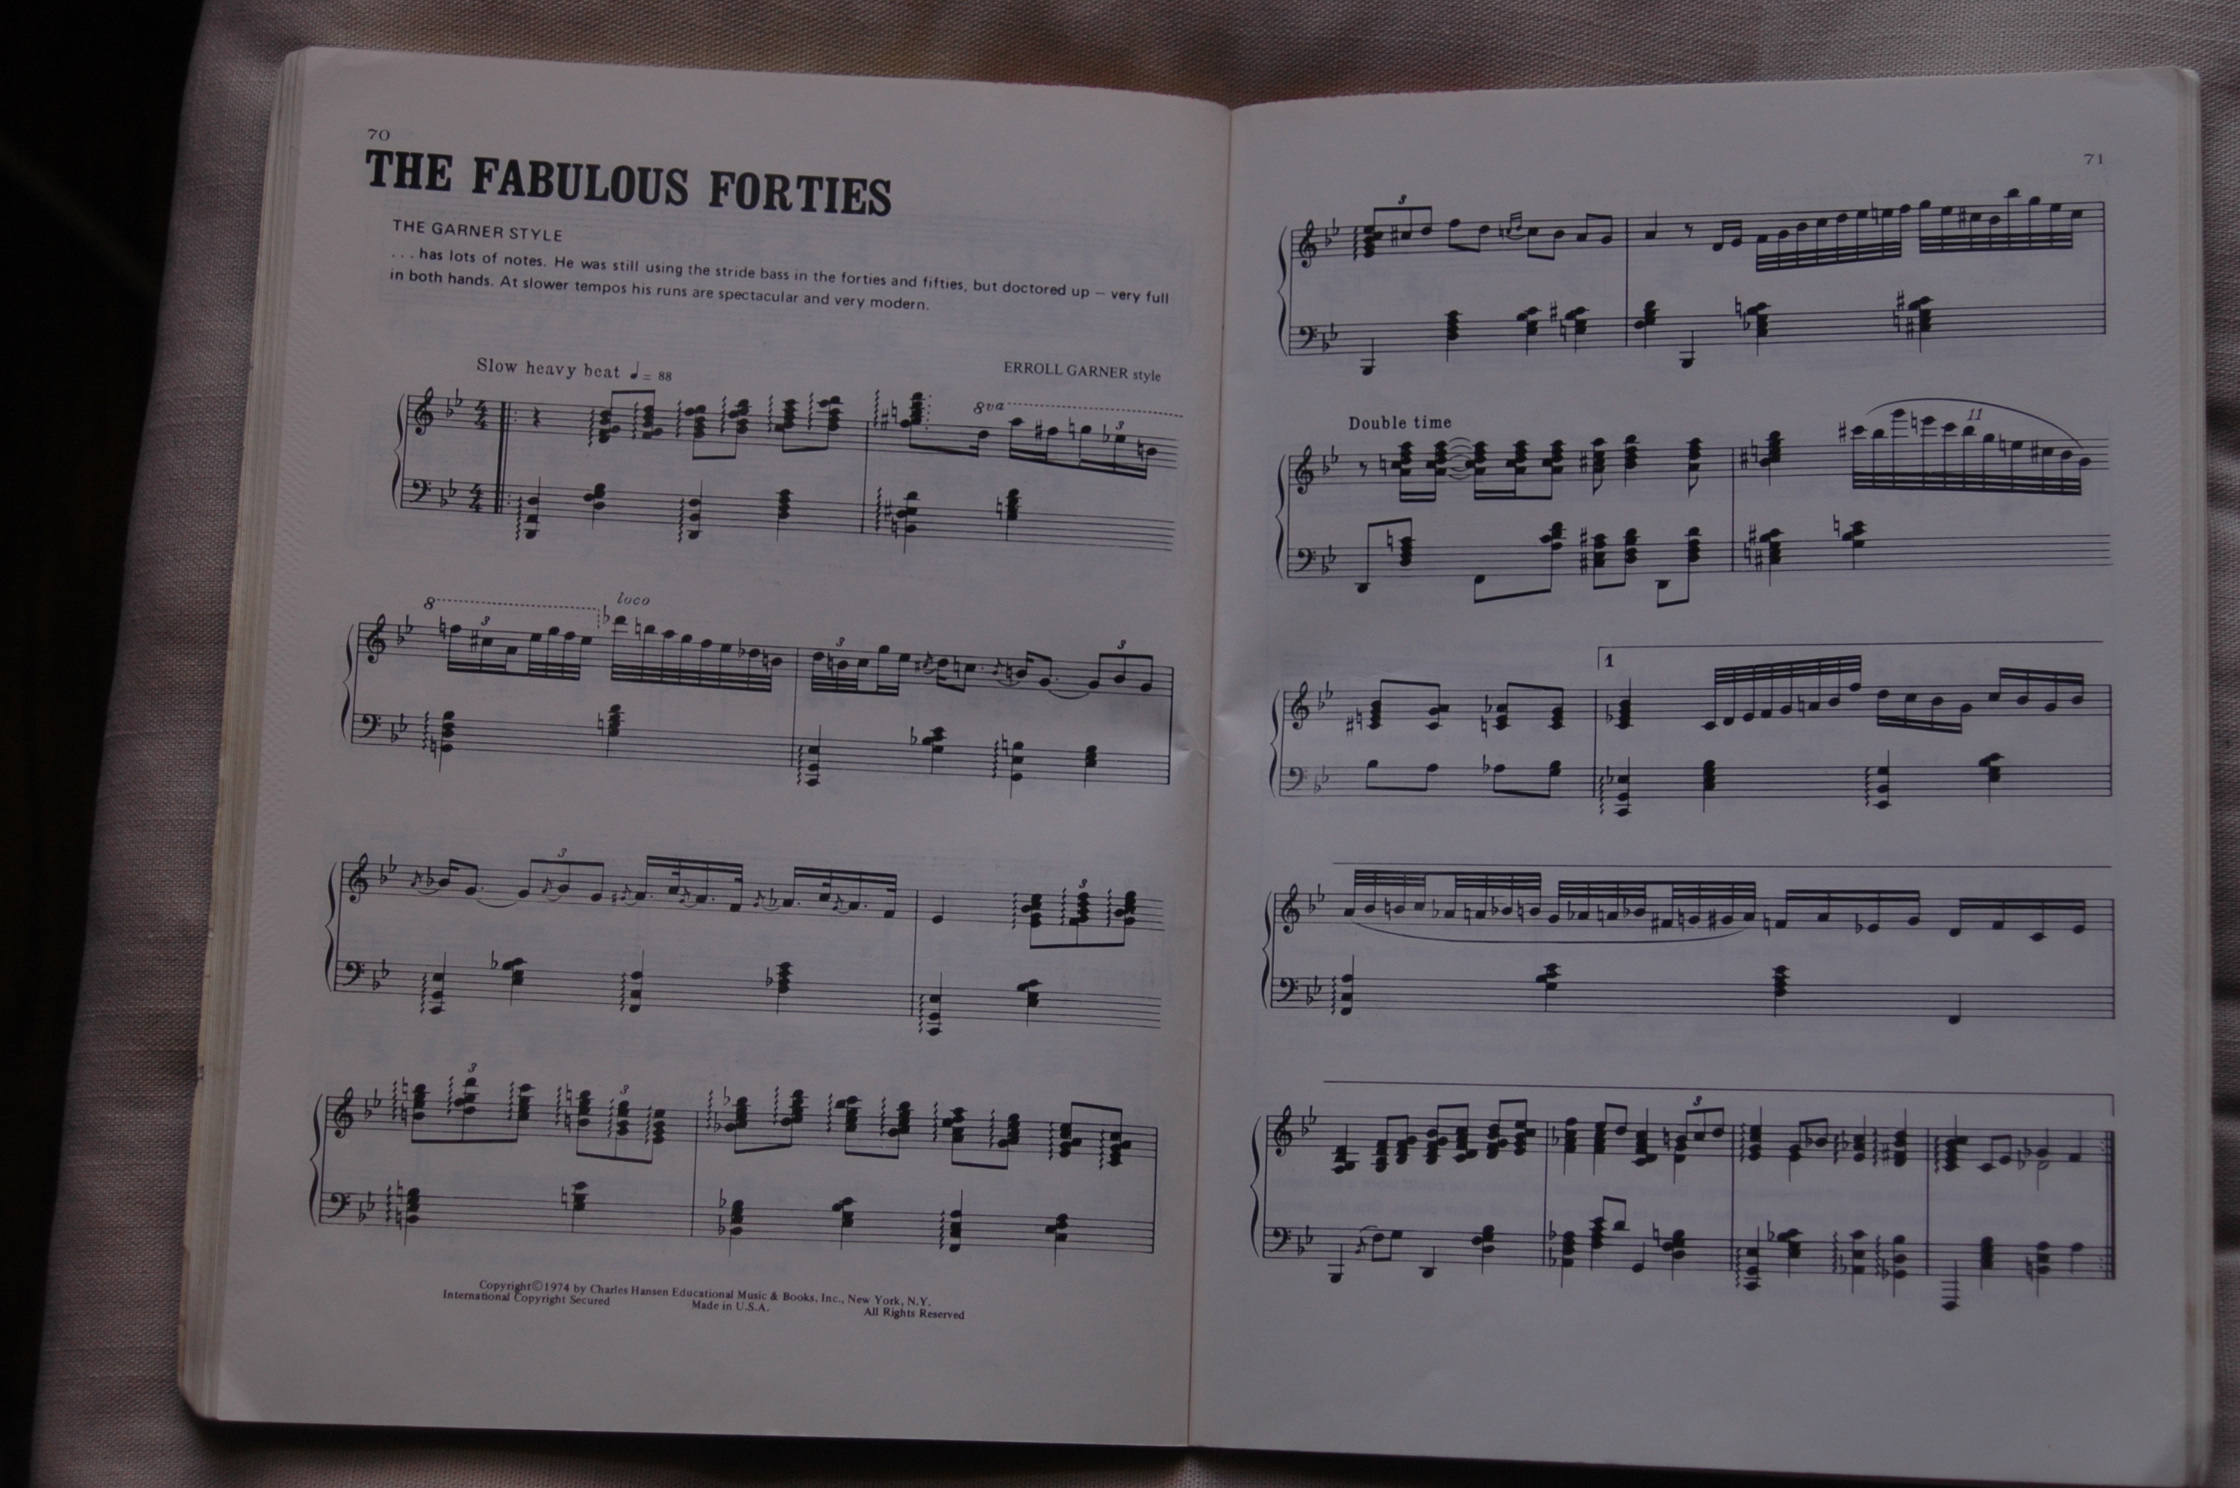 70
THE FABULOUS FORTIES
THE GARNER STYLE
. . . has lots of notes. He was still using the stride bass in the forties and fifties, but doctored up — very full
in both hands. At slower tempos his runs are spectacular and very modern.
Slow heavy beat ♩= 88
ERROLL GARNER style
8va
3
8
loco
3
3
3
3
3
3
3
Copyright©1974 by Charles Hansen Educational Music & Books, Inc., New York, N.Y.
International Copyright Secured Made in U.S.A. All Rights Reserved
71
3
Double time
11
1
3